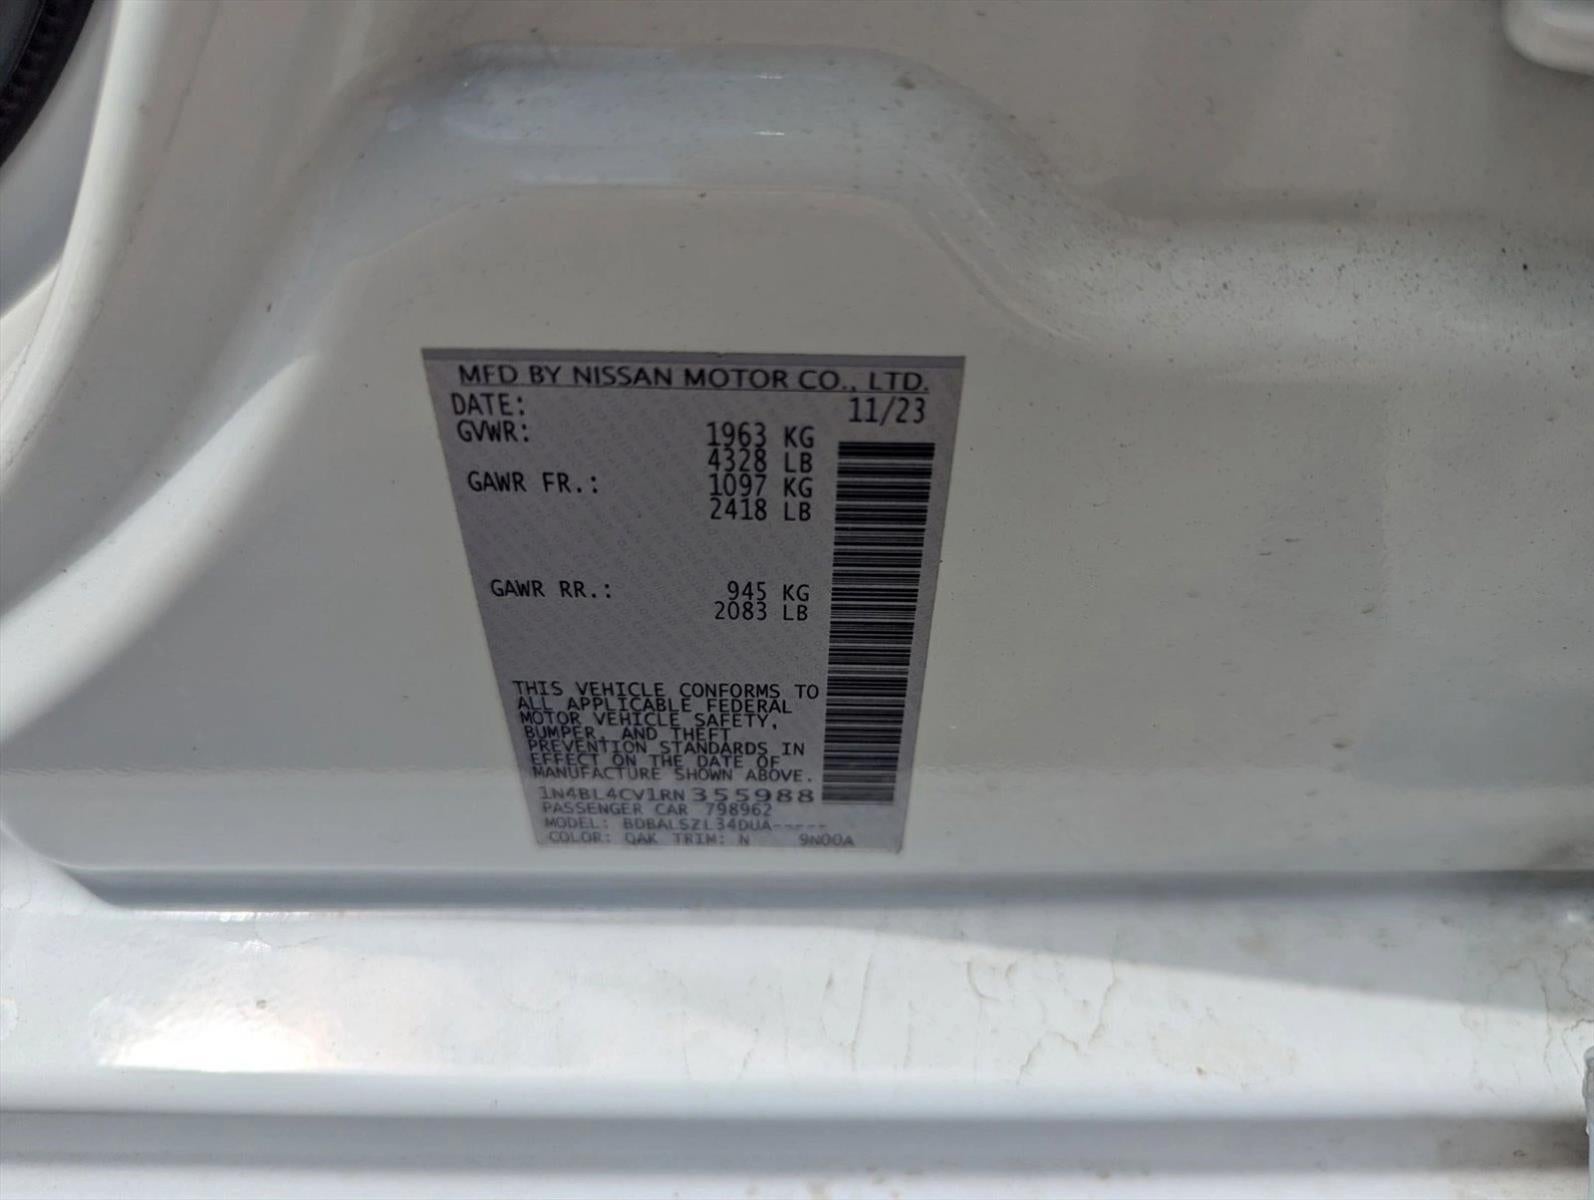 MFD BY NISSAN MOTOR CO., LTD.
DATE: 11/23
GVWR: 1963 KG
4328 LB
GAWR FR.: 1097 KG
2418 LB
GAWR RR.: 945 KG
2083 LB
THIS VEHICLE CONFORMS TO
ALL APPLICABLE FEDERAL
MOTOR VEHICLE SAFETY,
BUMPER, AND THEFT
PREVENTION STANDARDS IN
EFFECT ON THE DATE OF
MANUFACTURE SHOWN ABOVE.
1N4BL4CV1RN355988
PASSENGER CAR 798962
MODEL: BDBALSZL34DUA-----
COLOR: QAK TRIM: N 9N00A